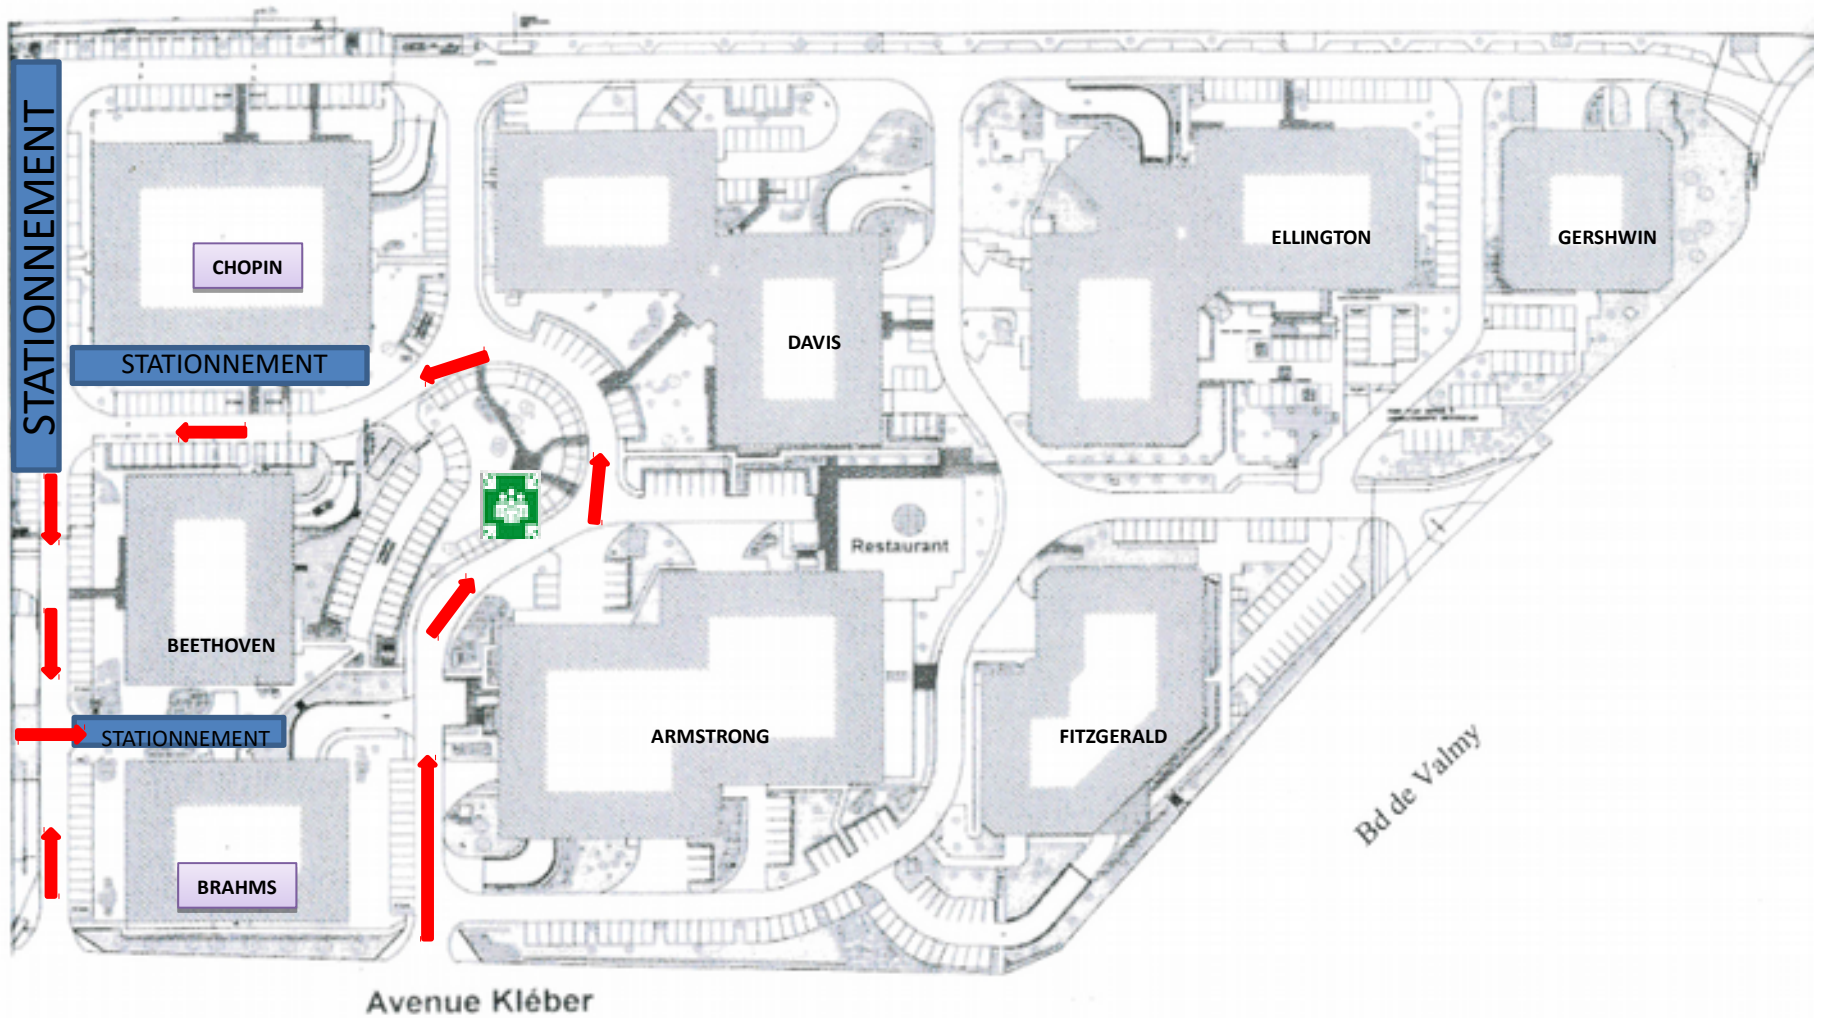 STATIONNEMENT
CHOPIN
ELLINGTON
GERSHWIN
DAVIS
STATIONNEMENT
Restaurant
BEETHOVEN
STATIONNEMENT
ARMSTRONG
FITZGERALD
Bd de Valmy
BRAHMS
Avenue Kléber